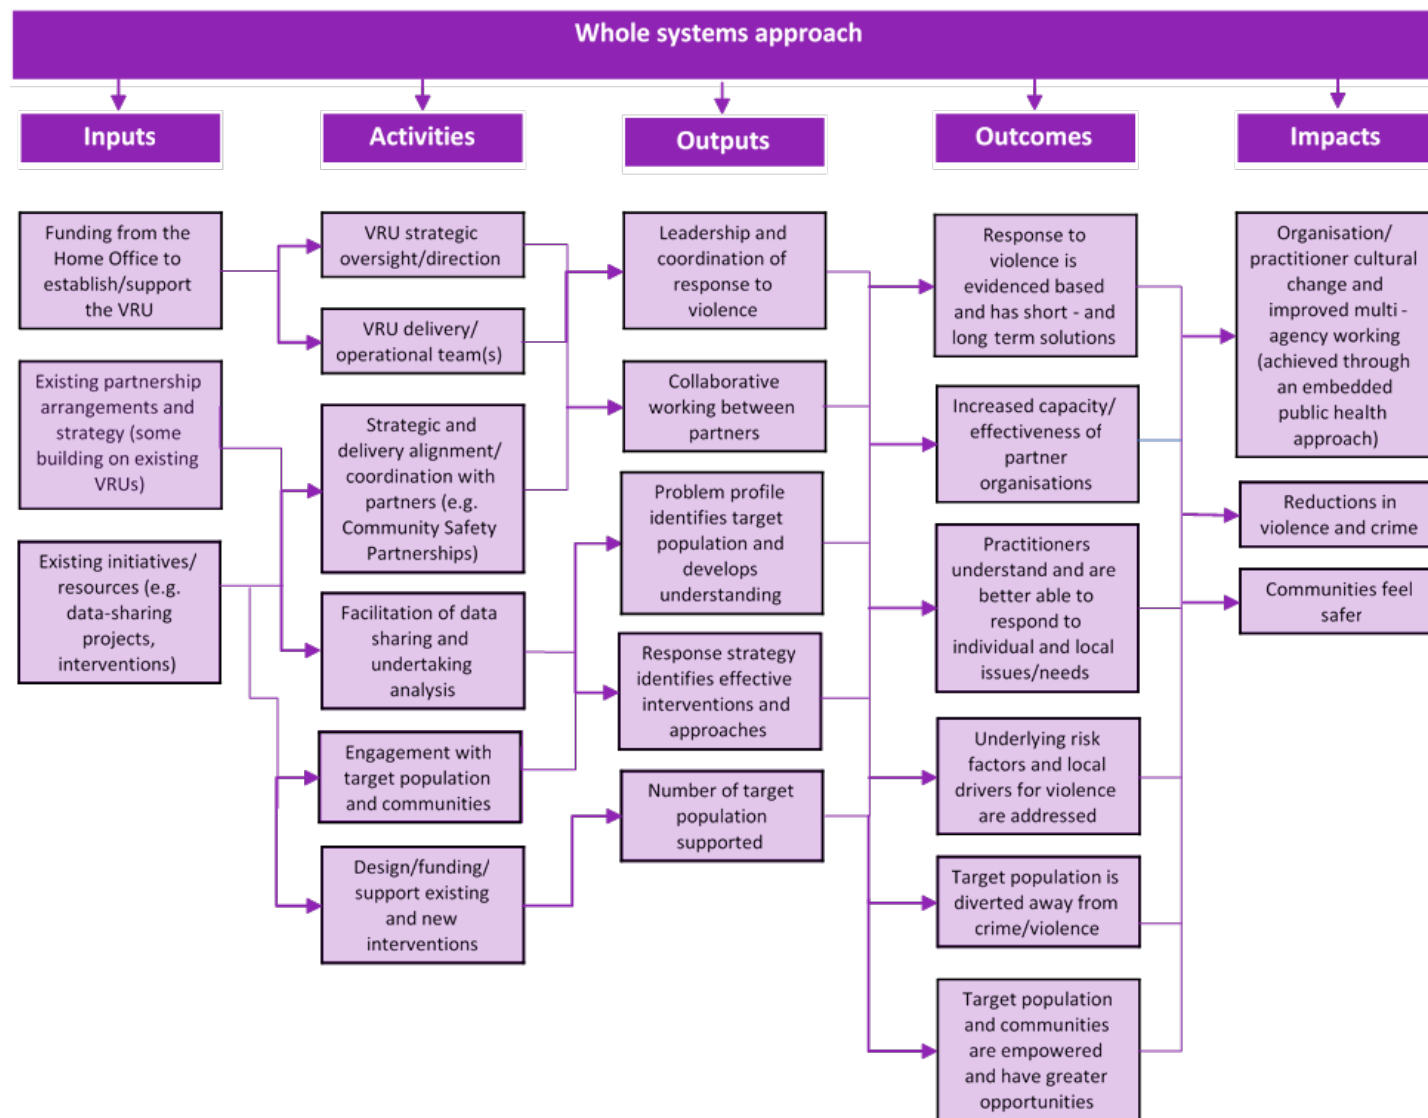 Whole systems approach
Inputs
Activities
Outputs
Outcomes
Impacts
Funding from the
Home Office to
establish/support
the VRU
Existing partnership
arrangements and
strategy (some
building on existing
VRUs)
Existing initiatives/
resources (e.g.
data-sharing
projects,
interventions)
VRU strategic
oversight/direction
VRU delivery/
operational team(s)
Strategic and
delivery alignment/
coordination with
partners (e.g.
Community Safety
Partnerships)
Facilitation of data
sharing and
undertaking
analysis
Engagement with
target population
and communities
Design/funding/
support existing
and new
interventions
Leadership and
coordination of
response to
violence
Collaborative
working between
partners
Problem profile
identifies target
population and
develops
understanding
Response strategy
identifies effective
interventions and
approaches
Number of target
population
supported
Response to
violence is
evidenced based
and has short - and
long term solutions
Increased capacity/
effectiveness of
partner
organisations
Practitioners
understand and are
better able to
respond to
individual and local
issues/needs
Underlying risk
factors and local
drivers for violence
are addressed
Target population is
diverted away from
crime/violence
Target population
and communities
are empowered
and have greater
opportunities
Organisation/
practitioner cultural
change and
improved multi -
agency working
(achieved through
an embedded
public health
approach)
Reductions in
violence and crime
Communities feel
safer